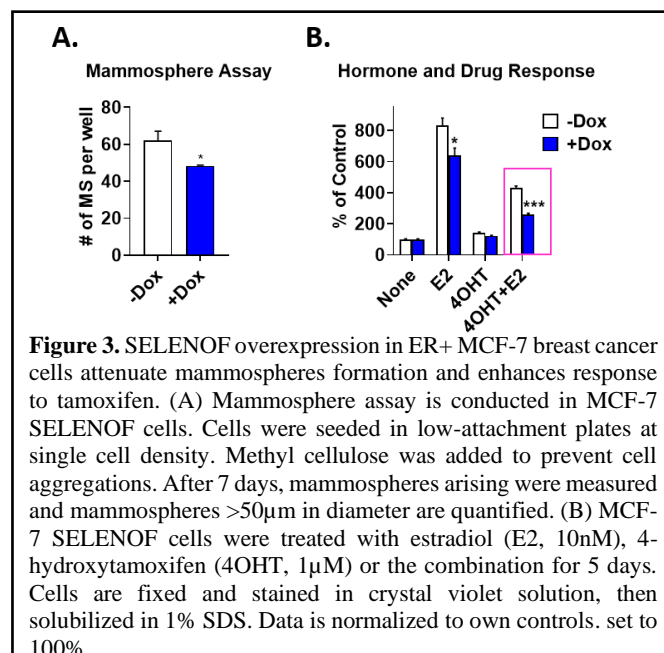 A.
B.
Mammosphere Assay
Hormone and Drug Response
# of MS per well
80
60
40
20
0
*
-Dox
+Dox
% of Control
800
600
400
200
0
*
***
-Dox
+Dox
None
E2
4OHT
4OHT+E2
Figure 3. SELENOF overexpression in ER+ MCF-7 breast cancer
cells attenuate mammospheres formation and enhances response
to tamoxifen. (A) Mammosphere assay is conducted in MCF-7
SELENOF cells. Cells were seeded in low-attachment plates at
single cell density. Methyl cellulose was added to prevent cell
aggregations. After 7 days, mammospheres arising were measured
and mammospheres >50µm in diameter are quantified. (B) MCF-
7 SELENOF cells were treated with estradiol (E2, 10nM), 4-
hydroxytamoxifen (4OHT, 1µM) or the combination for 5 days.
Cells are fixed and stained in crystal violet solution, then
solubilized in 1% SDS. Data is normalized to own controls. set to
100%